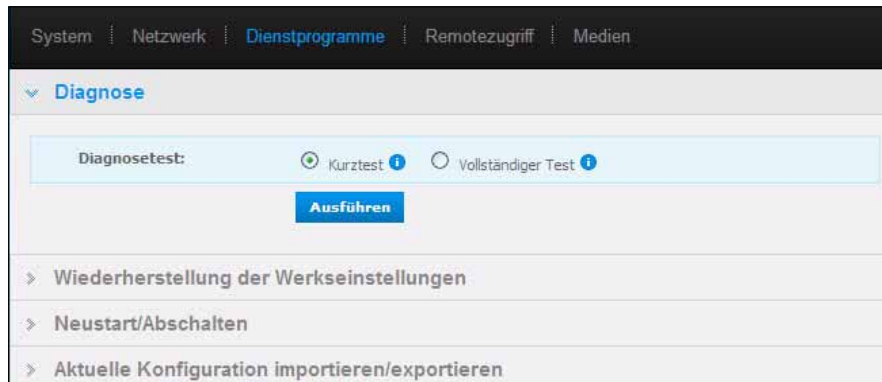 System Netzwerk Dienstprogramme Remotezugriff Medien
Diagnose
Diagnosetest: Kurztest i Vollständiger Test i
Ausführen
Wiederherstellung der Werkseinstellungen
Neustart/Abschalten
Aktuelle Konfiguration importieren/exportieren